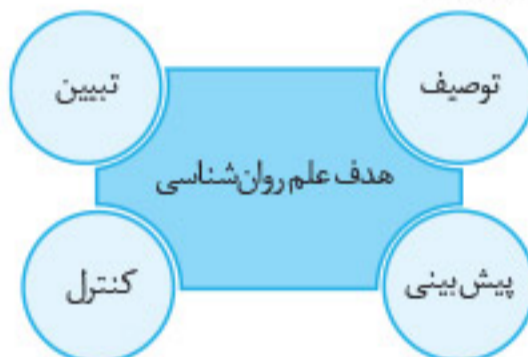 توصیف
تبیین
هدف علم روان‌شناسی
پیش‌بینی
کنترل